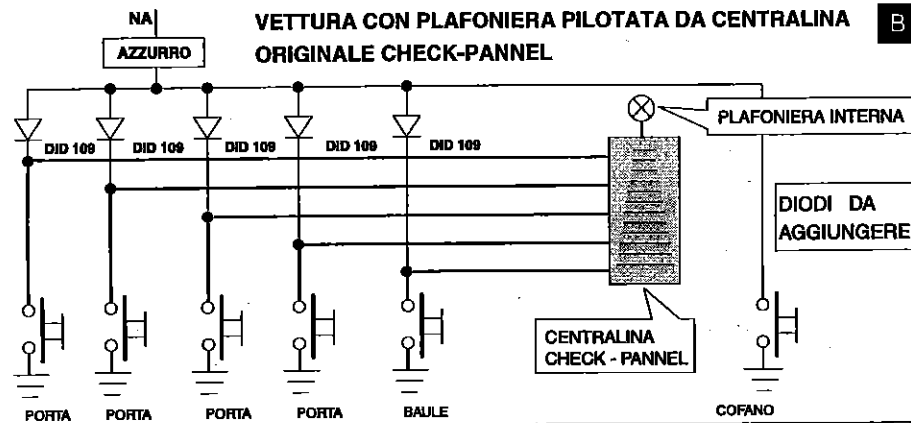 NA
AZZURRO
VETTURA CON PLAFONIERA PILOTATA DA CENTRALINA
ORIGINALE CHECK-PANNEL
B
PLAFONIERA INTERNA
DID 109 DID 109 DID 109 DID 109 DID 109
DIODI DA
AGGIUNGERE
CENTRALINA
CHECK - PANNEL
PORTA PORTA PORTA PORTA BAULE COFANO